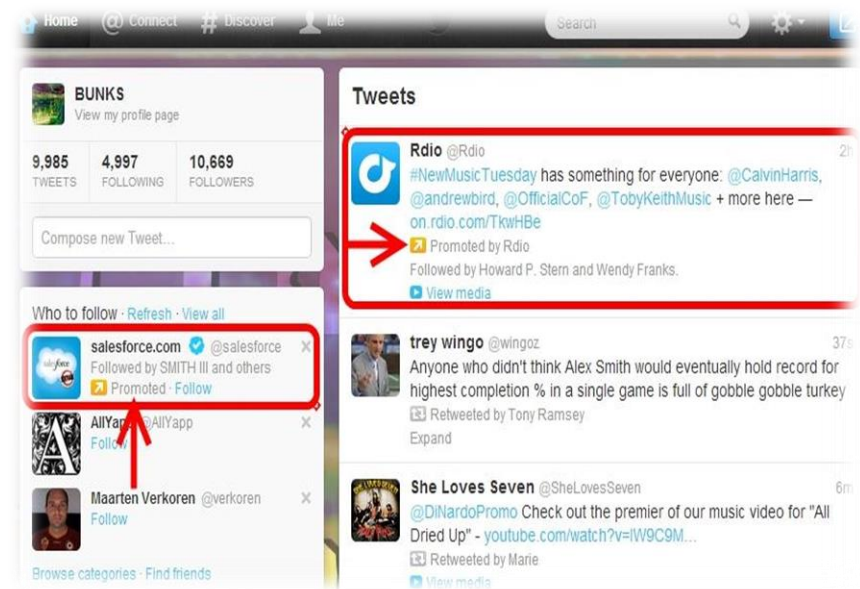 Home
Connect
Discover
Me
Search
BUNKS
View my profile page
9,985 4,997 10,669
TWEETS FOLLOWING FOLLOWERS
Compose new Tweet...
Who to follow · Refresh · View all
salesforce.com @salesforce
Followed by SMITH III and others
Promoted · Follow
AllYapp @AllYapp
Follow
Maarten Verkoren @verkoren
Follow
Browse categories · Find friends
Tweets
Rdio @Rdio 2h
#NewMusicTuesday has something for everyone: @CalvinHarris,
@andrewbird, @OfficialCoF, @TobyKeithMusic + more here —
on.rdio.com/TkwHBe
Promoted by Rdio
Followed by Howard P. Stern and Wendy Franks.
View media
trey wingo @wingoz 37s
Anyone who didn't think Alex Smith would eventually hold record for
highest completion % in a single game is full of gobble gobble turkey
Retweeted by Tony Ramsey
Expand
She Loves Seven @SheLovesSeven 6m
@DiNardoPromo Check out the premier of our music video for "All
Dried Up" - youtube.com/watch?v=IW9C9M...
Retweeted by Marie
View media